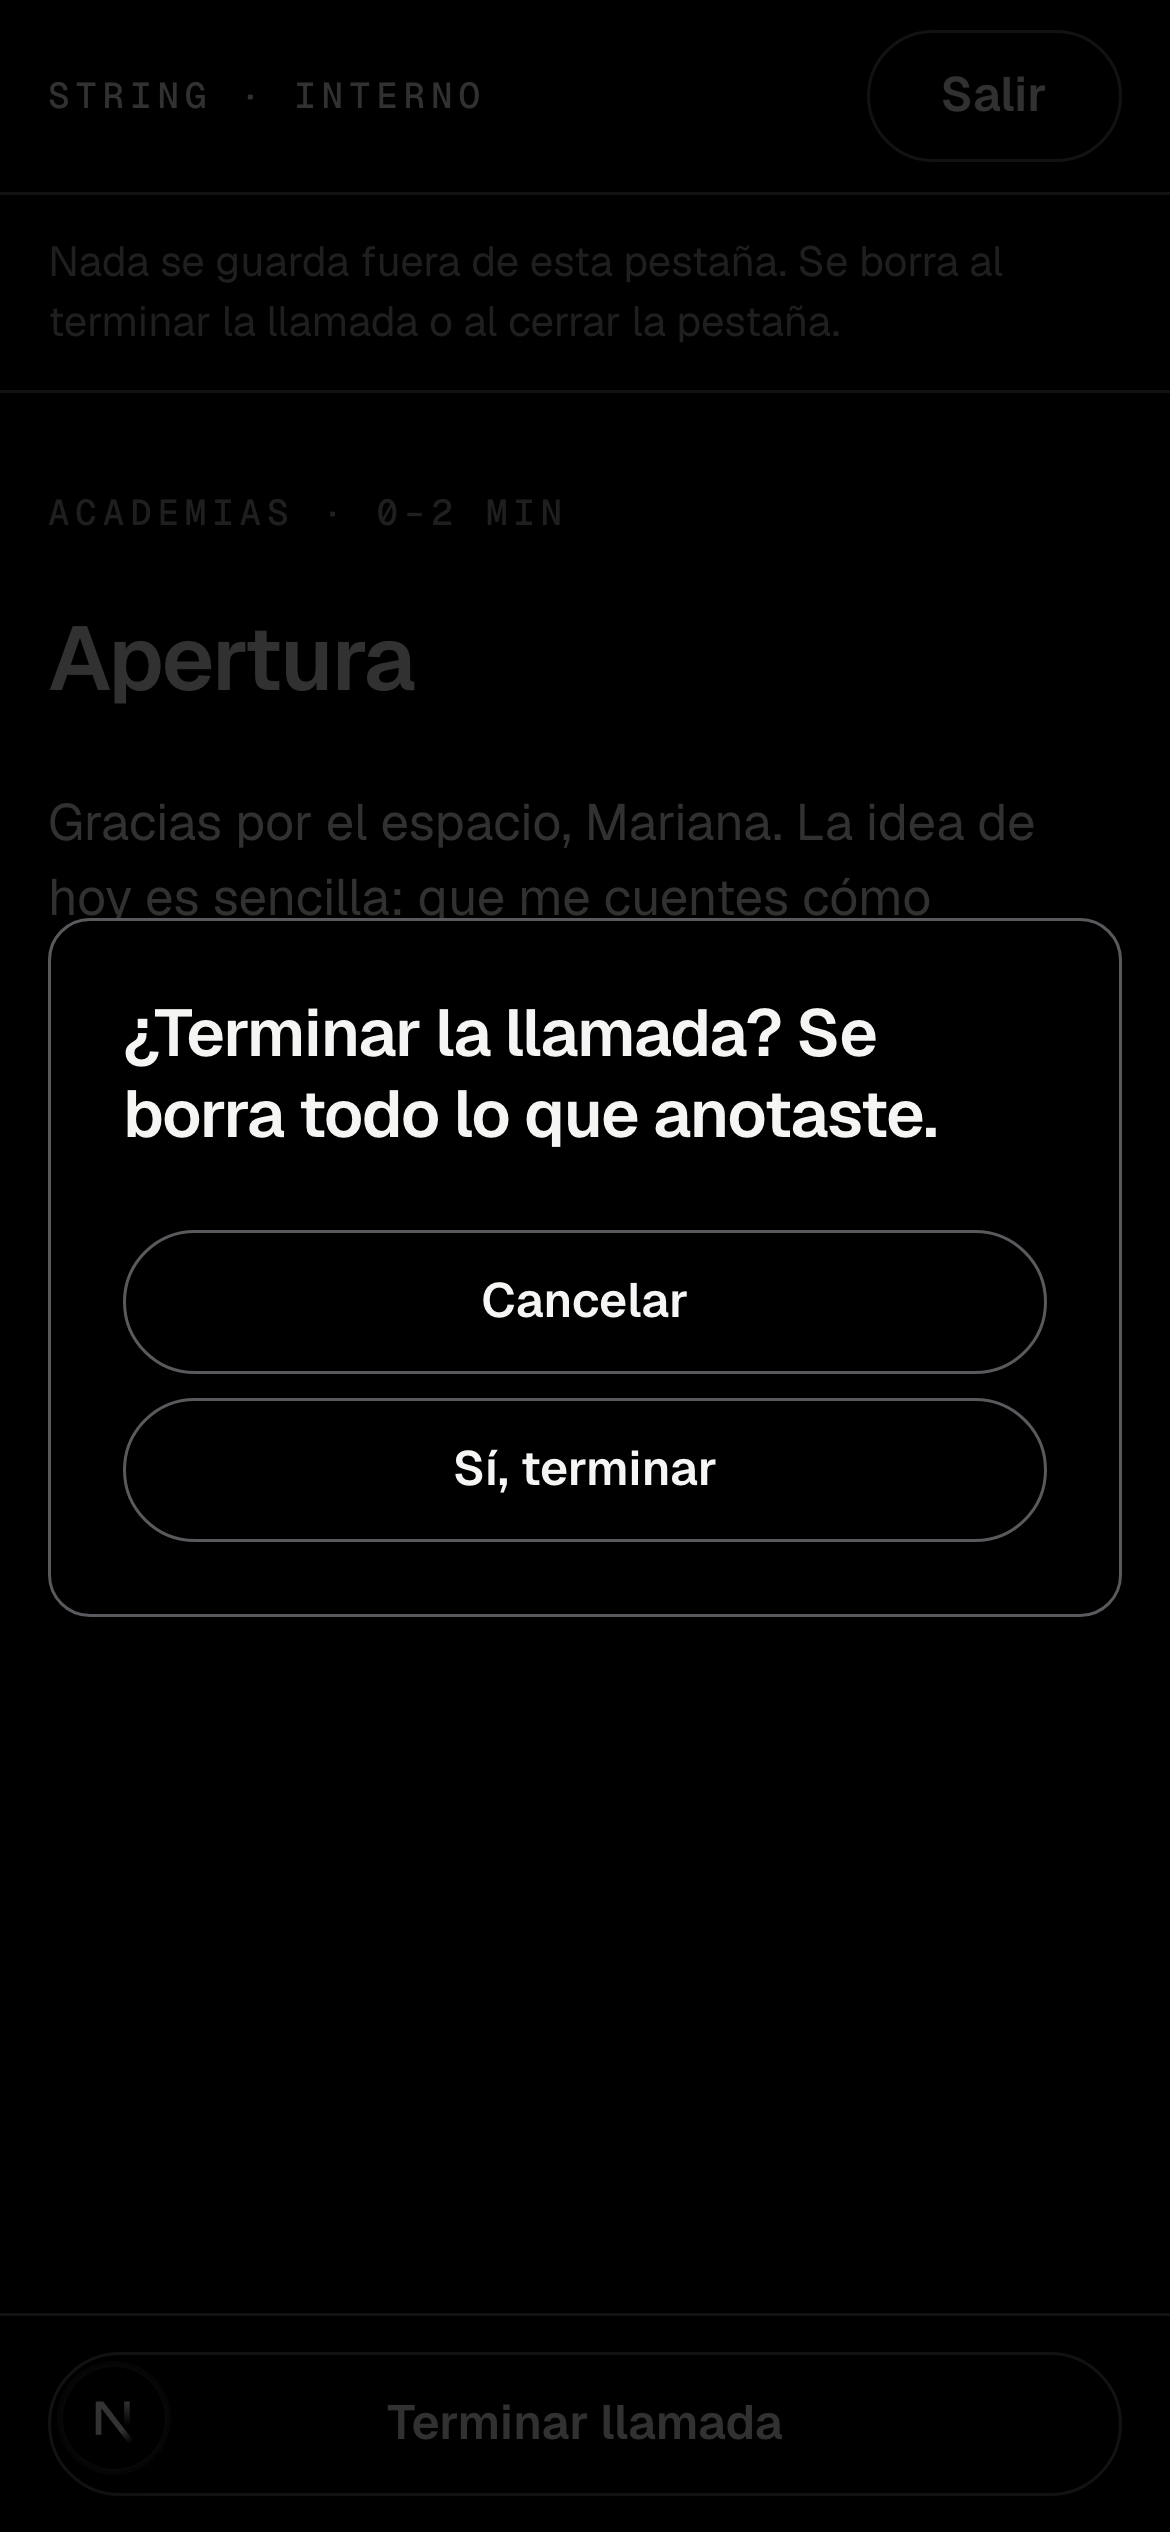 STRING · INTERNO
Salir
Nada se guarda fuera de esta pestaña. Se borra al
terminar la llamada o al cerrar la pestaña.
ACADEMIAS · 0–2 MIN
Apertura
Gracias por el espacio, Mariana. La idea de
hoy es sencilla: que me cuentes cómo
¿Terminar la llamada? Se
borra todo lo que anotaste.
Cancelar
Sí, terminar
N
Terminar llamada